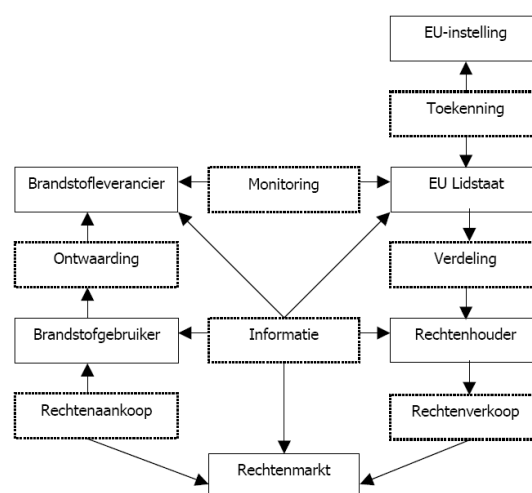 EU-instelling
Toekenning
Brandstofleverancier
Monitoring
EU Lidstaat
Ontwaarding
Verdeling
Brandstofgebruiker
Informatie
Rechtenhouder
Rechtenaankoop
Rechtenverkoop
Rechtenmarkt